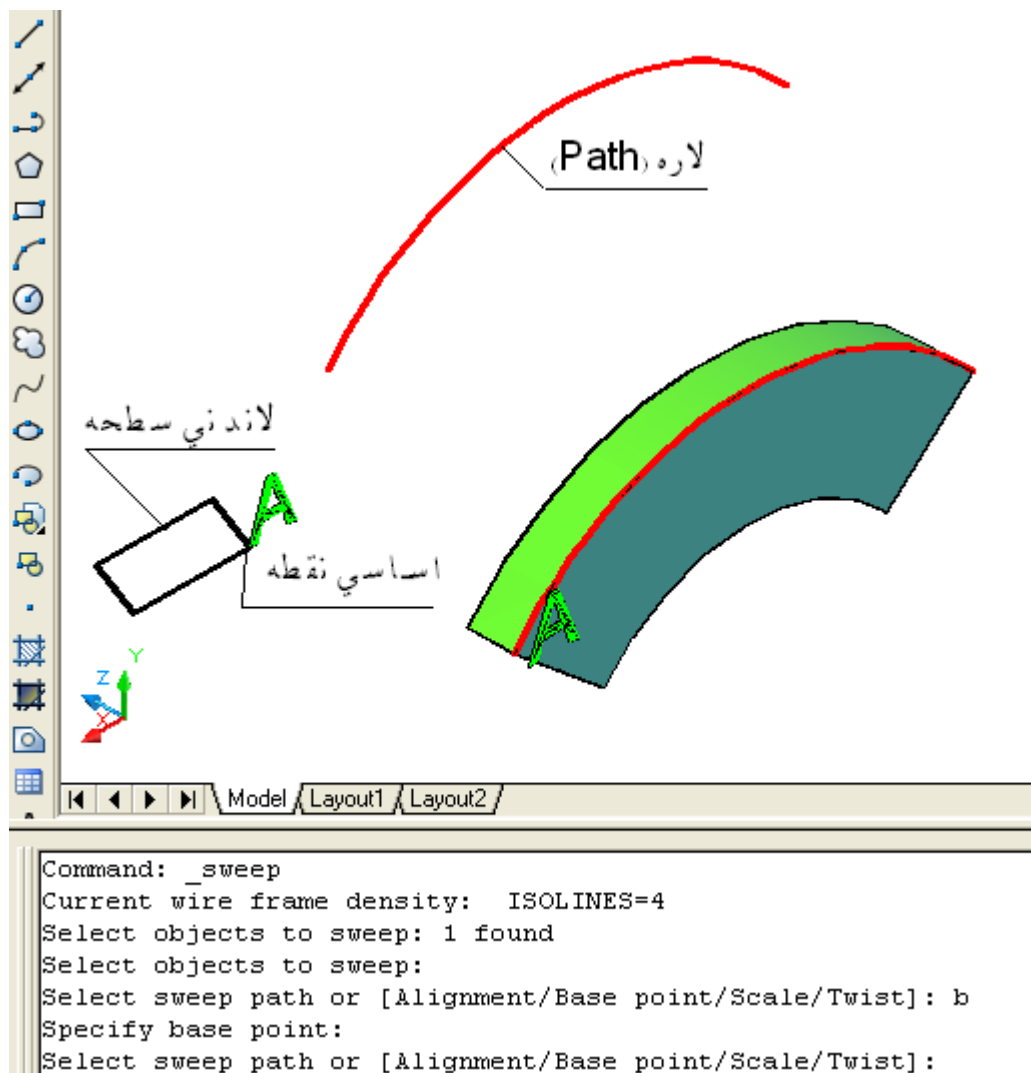 لاره (Path)
لاندني سطحه
A
اساسي نقطه
A
Y
Z
X
Model
Layout1
Layout2
Command: _sweep
Current wire frame density:  ISOLINES=4
Select objects to sweep: 1 found
Select objects to sweep:
Select sweep path or [Alignment/Base point/Scale/Twist]: b
Specify base point:
Select sweep path or [Alignment/Base point/Scale/Twist]: